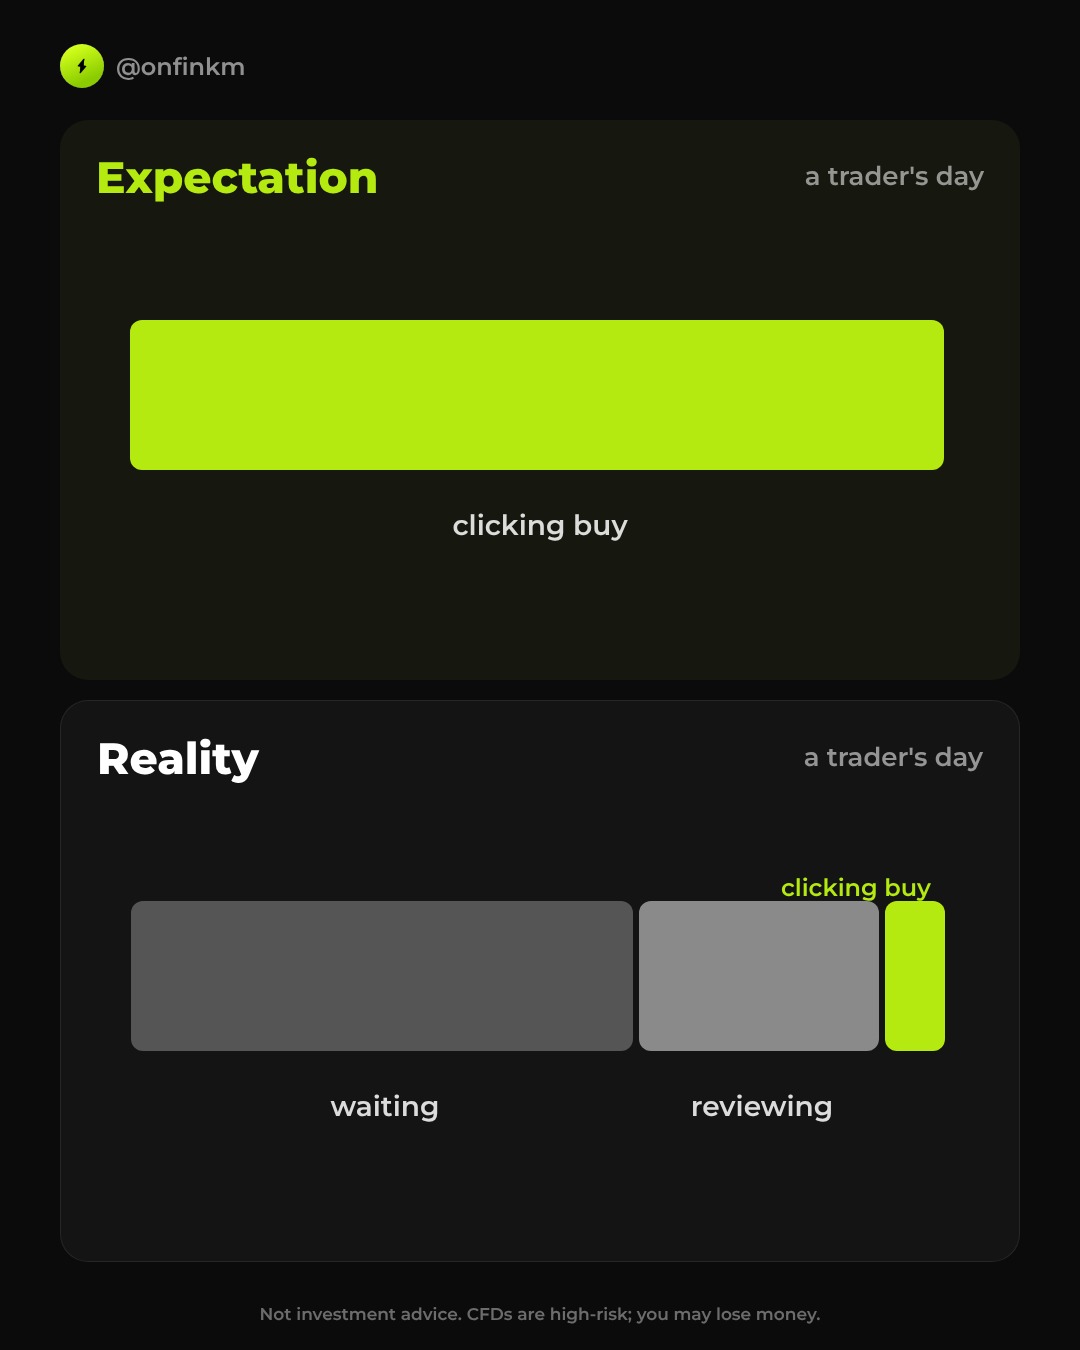 @onfinkm
Expectation
a trader's day
clicking buy
Reality
a trader's day
clicking buy
waiting
reviewing
Not investment advice. CFDs are high-risk; you may lose money.